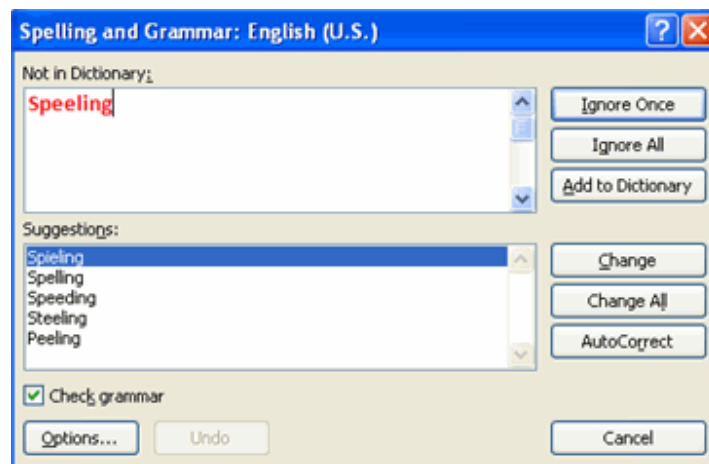 Spelling and Grammar: English (U.S.)
Not in Dictionary:
Speeling
Ignore Once
Ignore All
Add to Dictionary
Suggestions:
Spieling
Spelling
Speeding
Steeling
Peeling
Change
Change All
AutoCorrect
Check grammar
Options...
Undo
Cancel